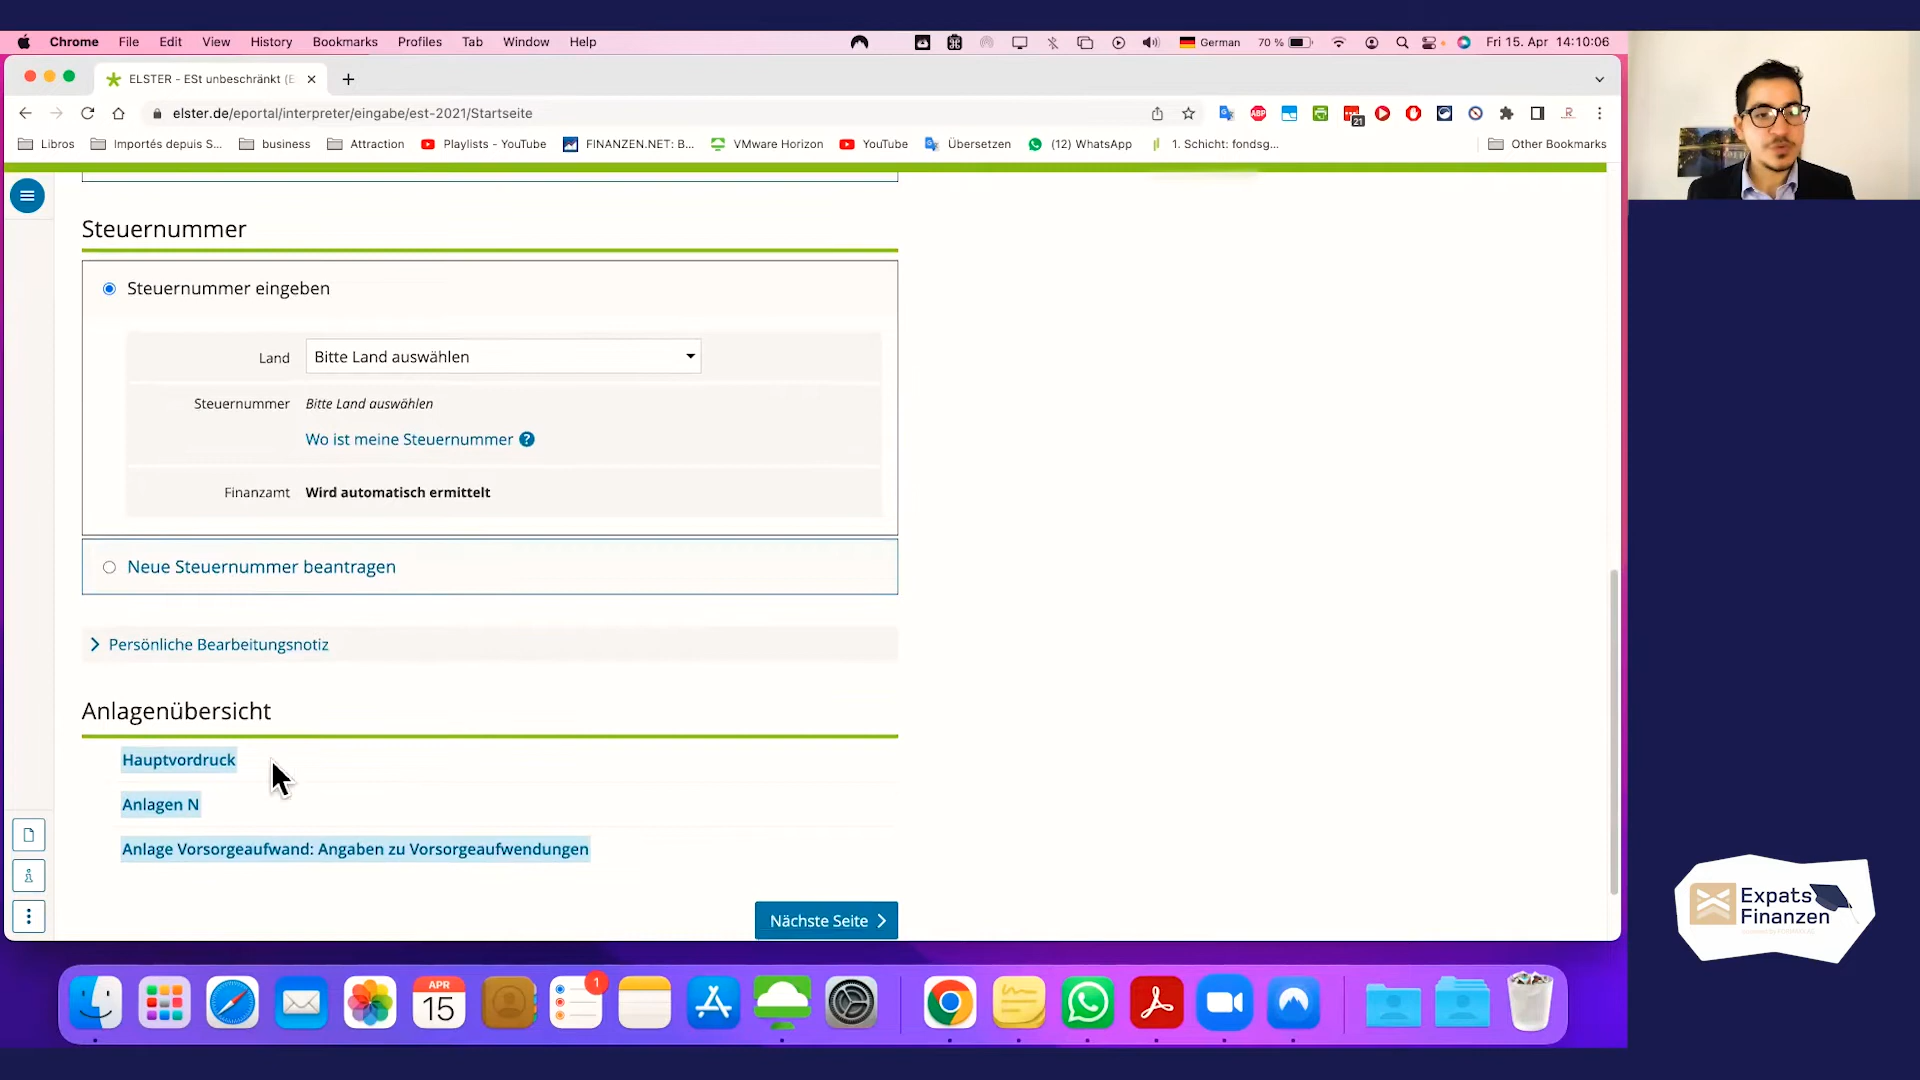 Chrome File Edit View History Bookmarks Profiles Tab Window Help
German 70 % Fri 15. Apr 14:10:06
ELSTER - ESt unbeschränkt (E
elster.de/eportal/interpreter/eingabe/est-2021/Startseite
ABP
21
Libros Importés depuis S... business Attraction Playlists - YouTube FINANZEN.NET: B... VMware Horizon YouTube Übersetzen (12) WhatsApp 1. Schicht: fondsg... Other Bookmarks
Steuernummer
Steuernummer eingeben
Land Bitte Land auswählen
Steuernummer Bitte Land auswählen
Wo ist meine Steuernummer ?
Finanzamt Wird automatisch ermittelt
Neue Steuernummer beantragen
Persönliche Bearbeitungsnotiz
Anlagenübersicht
Hauptvordruck
Anlagen N
Anlage Vorsorgeaufwand: Angaben zu Vorsorgeaufwendungen
Nächste Seite
APR
15
1
Expats
Finanzen